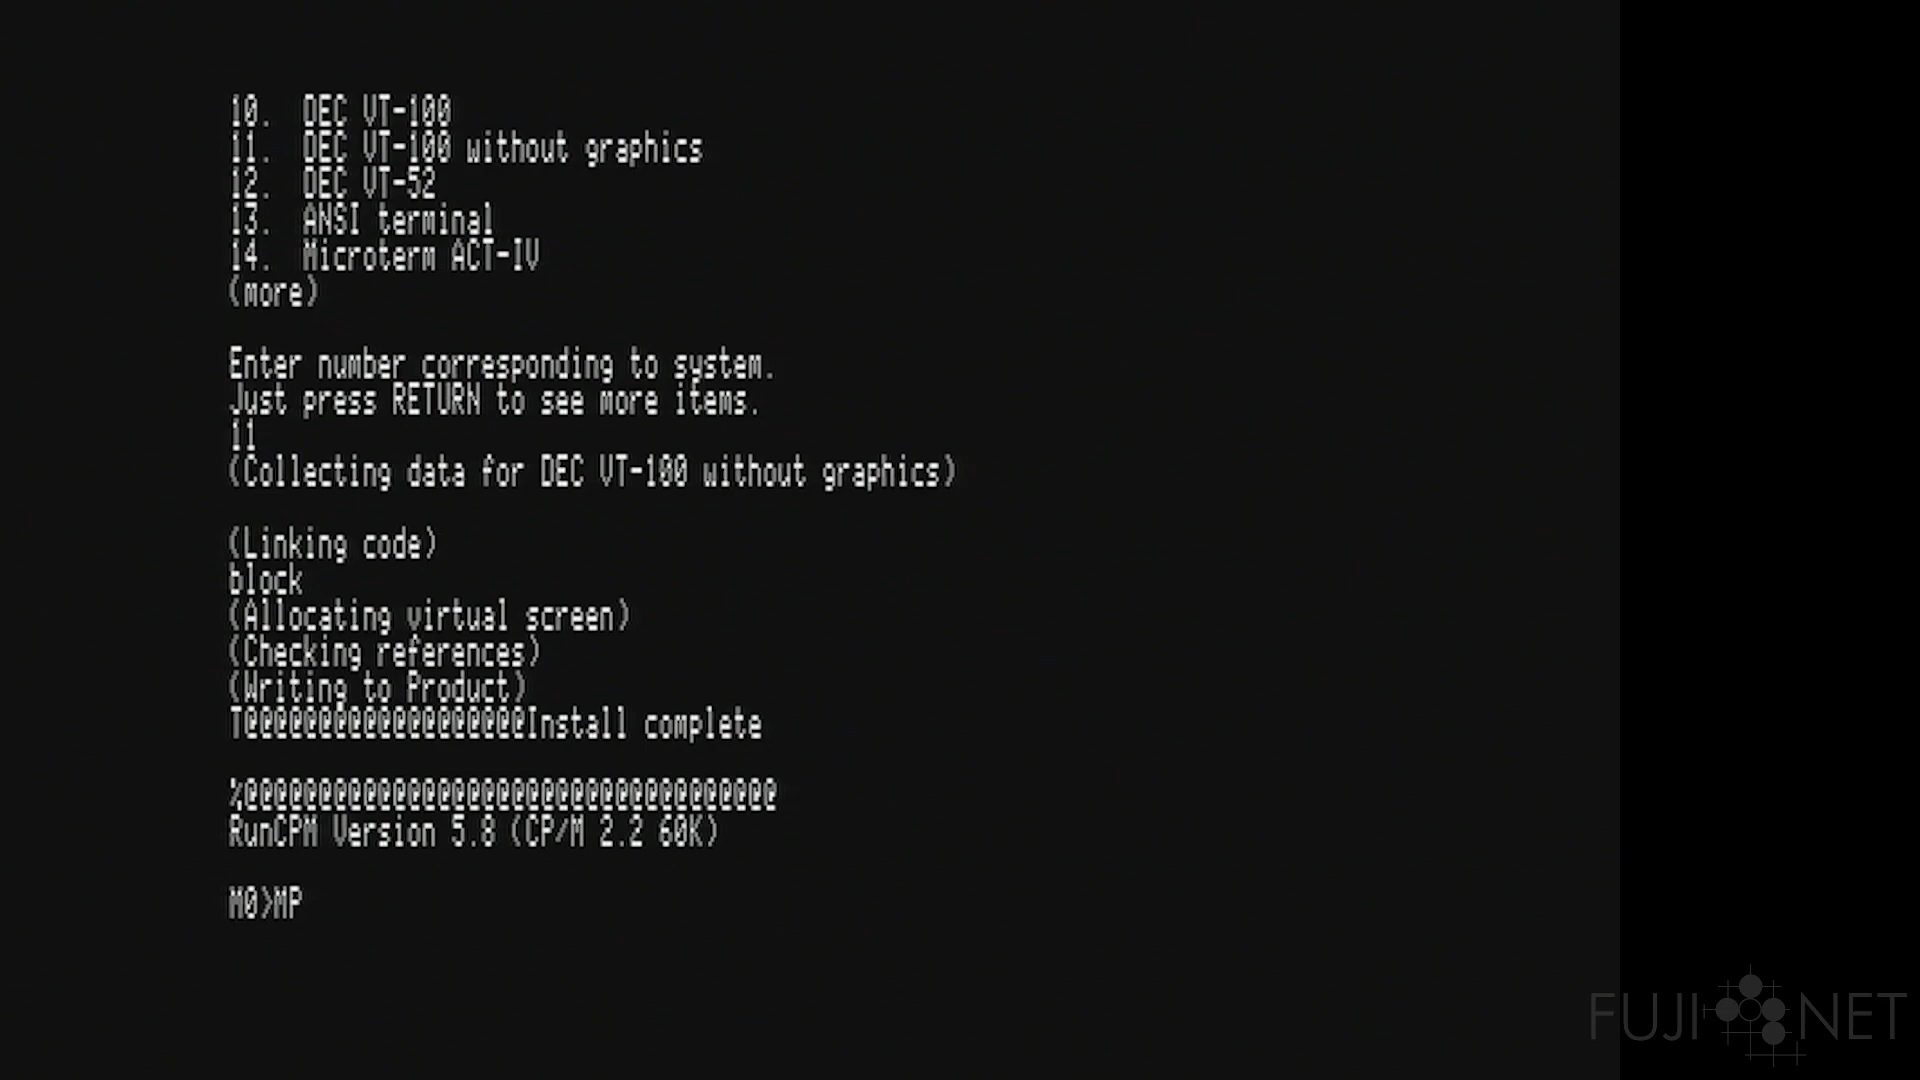 10.  DEC VT-100
11.  DEC VT-100 without graphics
12.  DEC VT-52
13.  ANSI terminal
14.  Microterm ACT-IV
(more)
Enter number corresponding to system.
Just press RETURN to see more items.
11
(Collecting data for DEC VT-100 without graphics)
(Linking code)
block
(Allocating virtual screen)
(Checking references)
(Writing to Product)
T@@@@@@@@@@@@@@@@@@@Install complete
%@@@@@@@@@@@@@@@@@@@@@@@@@@@@@@@@@@@@
RunCPM Version 5.8 (CP/M 2.2 60K)
M0>MP
FUJI NET